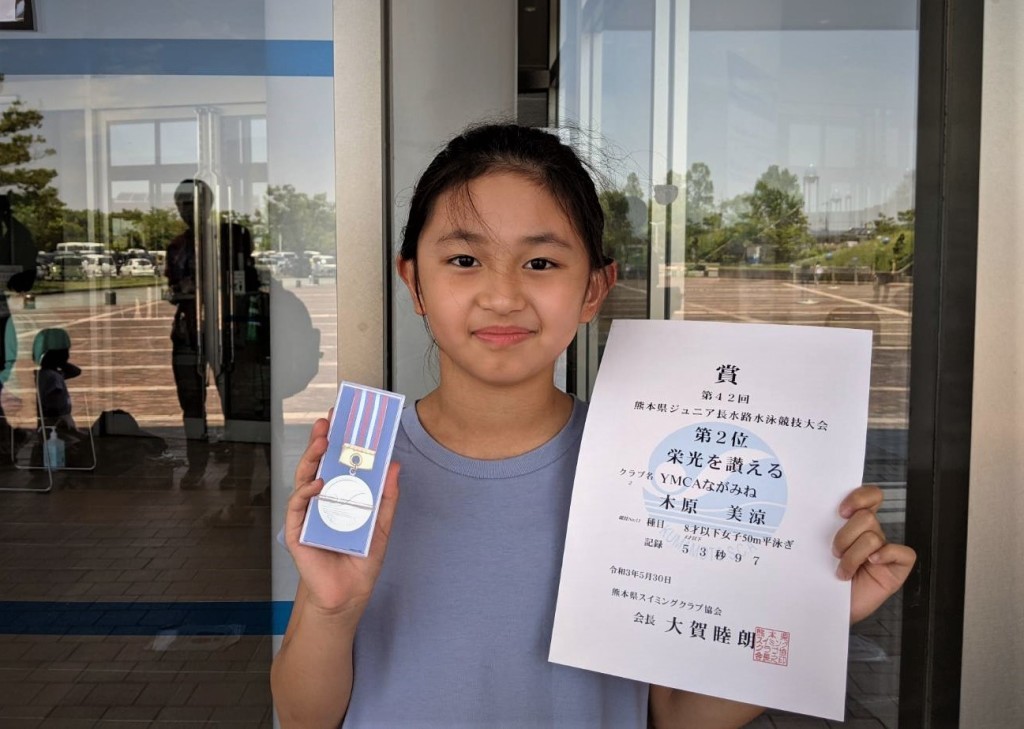 賞
第42回
熊本県ジュニア長水路水泳競技大会
第2位
栄光を讃える
クラブ名 YMCAながみね
木原 美涼
種目 8才以下女子50m平泳ぎ
記録 53秒97
令和3年5月30日
熊本県スイミングクラブ協会
会長 大賀睦朗